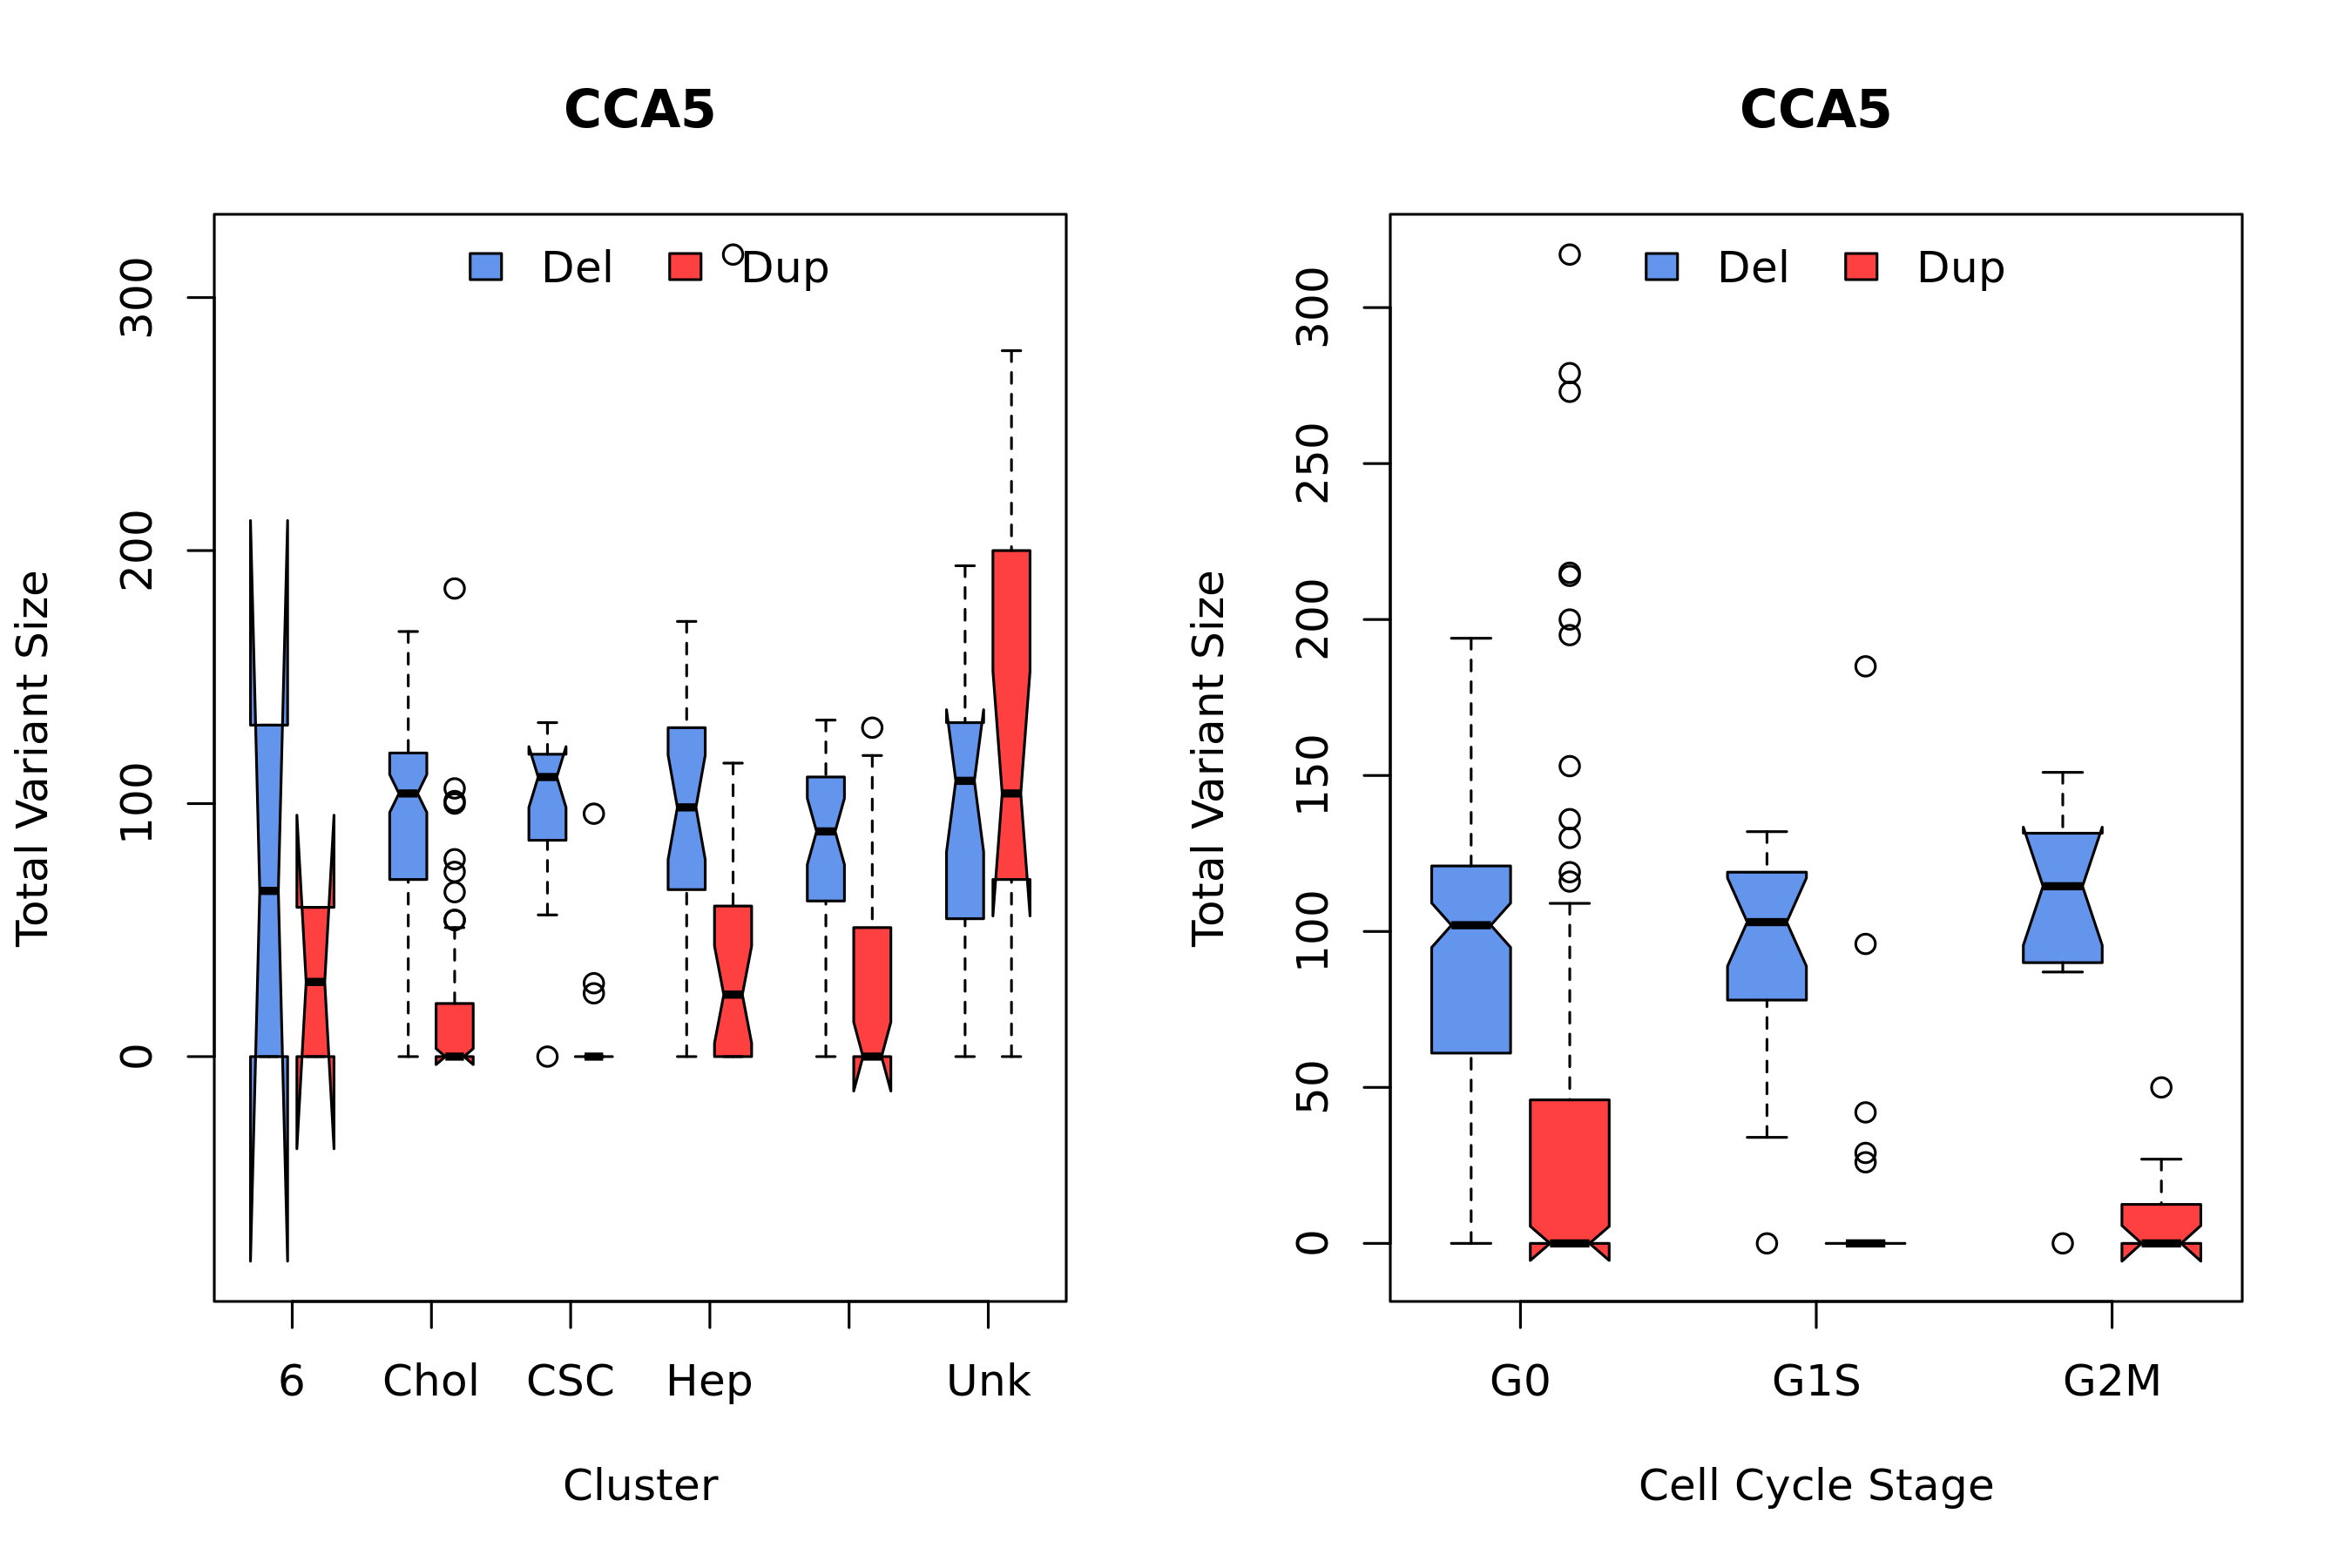 CCA5
Del Dup
Total Variant Size
300
200
100
0
6 Chol CSC Hep Unk
Cluster
CCA5
Del Dup
Total Variant Size
300
250
200
150
100
50
0
G0 G1S G2M
Cell Cycle Stage